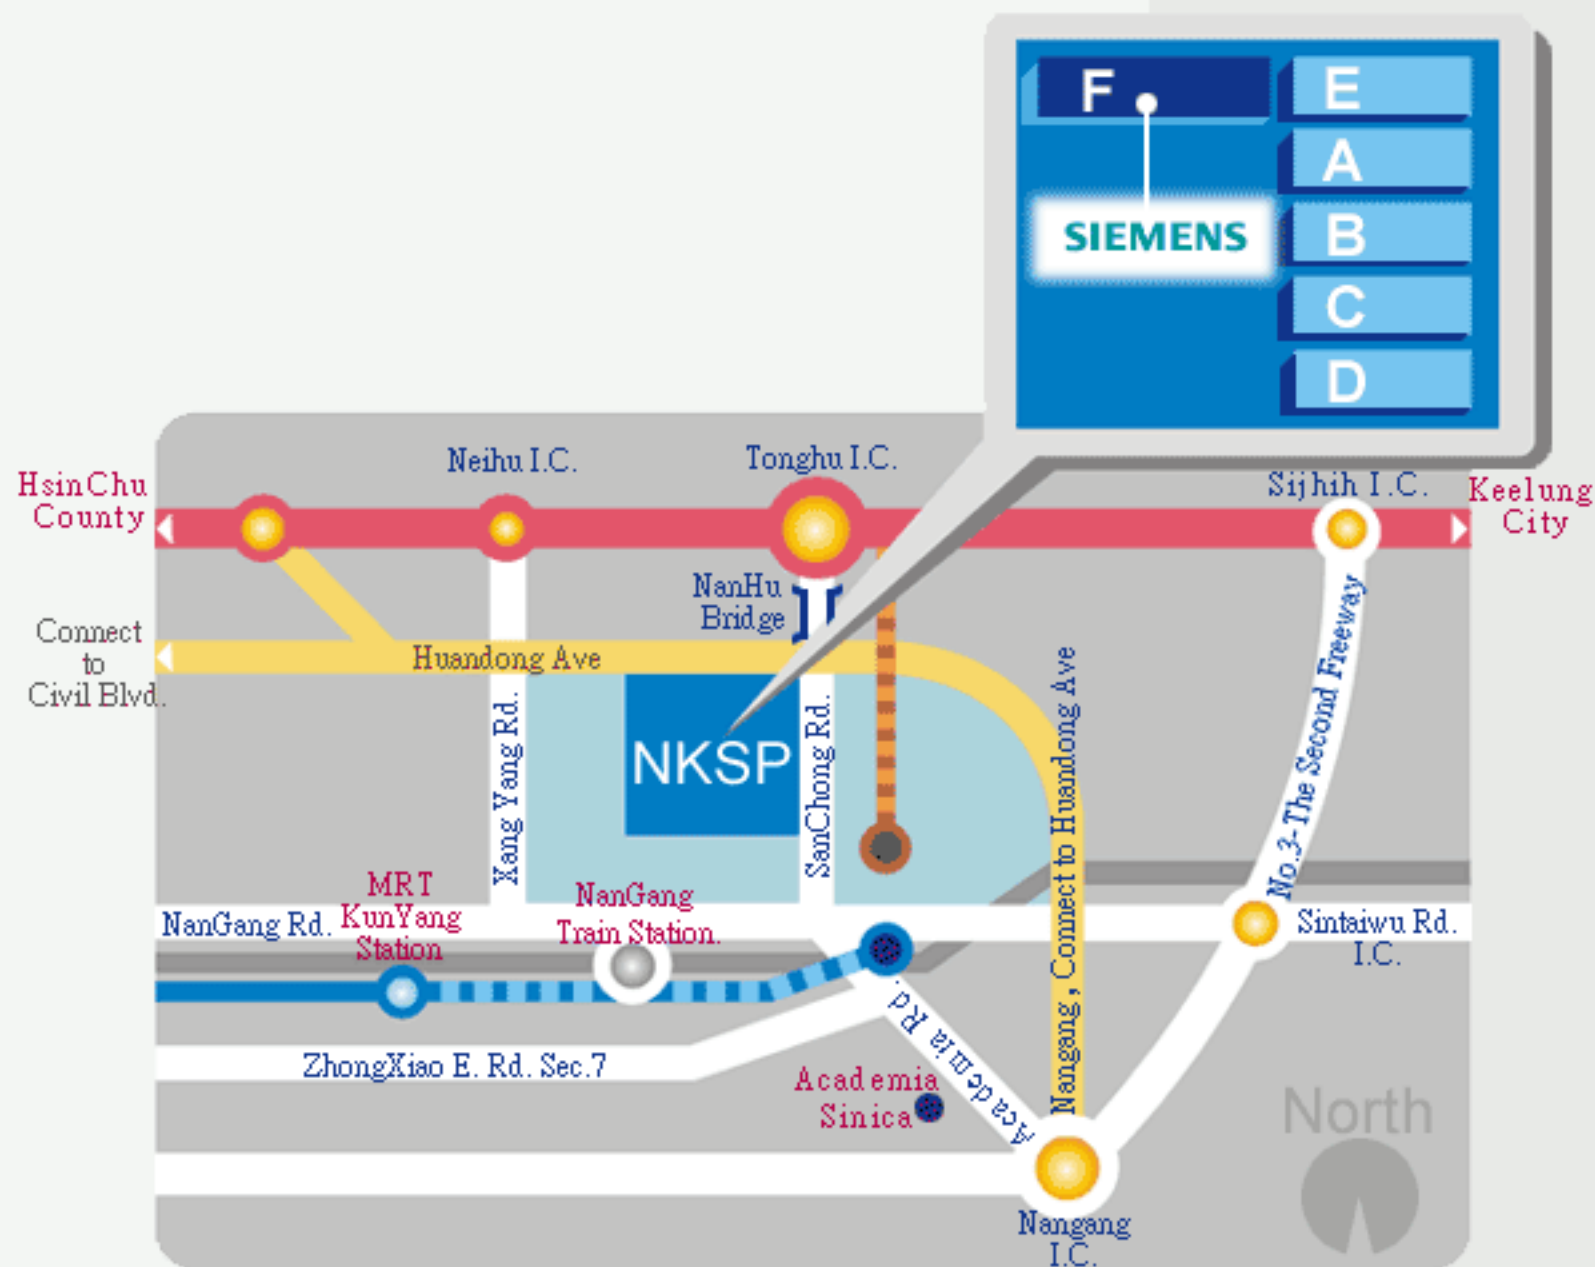 F
E
A
SIEMENS
B
C
D
Neihu I.C.
Tonghu I.C.
Sijhih I.C.
HsinChu
County
Keelung
City
NanHu
Bridge
Connect
to
Civil Blvd.
Huandong Ave
No.3-The Second Freeway
Xang Yang Rd.
NKSP
SanChong Rd.
Nangang , Connect to Huandong Ave
MRT
KunYang
Station
NanGang
Train Station.
NanGang Rd.
Sintaiwu Rd.
I.C.
Academia Rd.
ZhongXiao E. Rd. Sec.7
Academia
Sinica
North
Nangang
I.C.